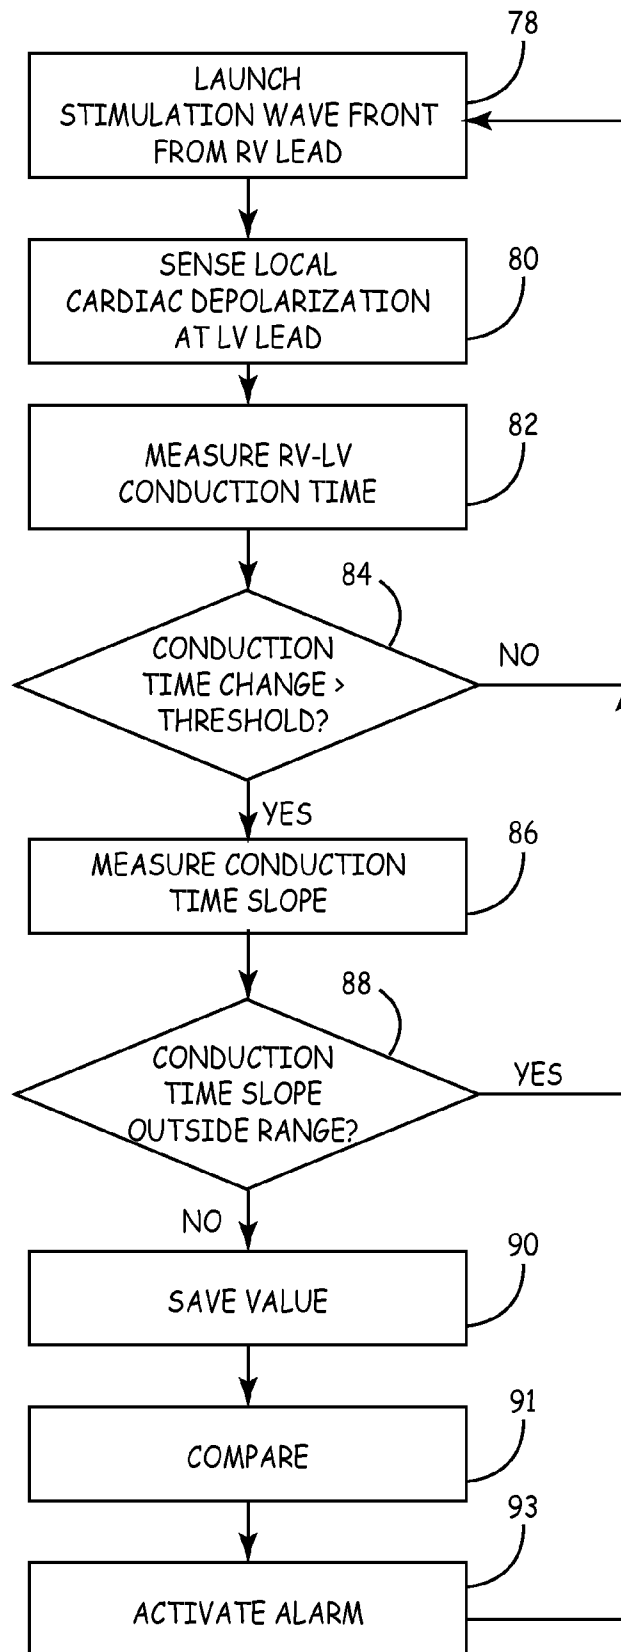 78
LAUNCH
STIMULATION WAVE FRONT
FROM RV LEAD
80
SENSE LOCAL
CARDIAC DEPOLARIZATION
AT LV LEAD
82
MEASURE RV-LV
CONDUCTION TIME
84
CONDUCTION
TIME CHANGE >
THRESHOLD?
NO
YES
86
MEASURE CONDUCTION
TIME SLOPE
88
CONDUCTION
TIME SLOPE
OUTSIDE RANGE?
YES
NO
90
SAVE VALUE
91
COMPARE
93
ACTIVATE ALARM